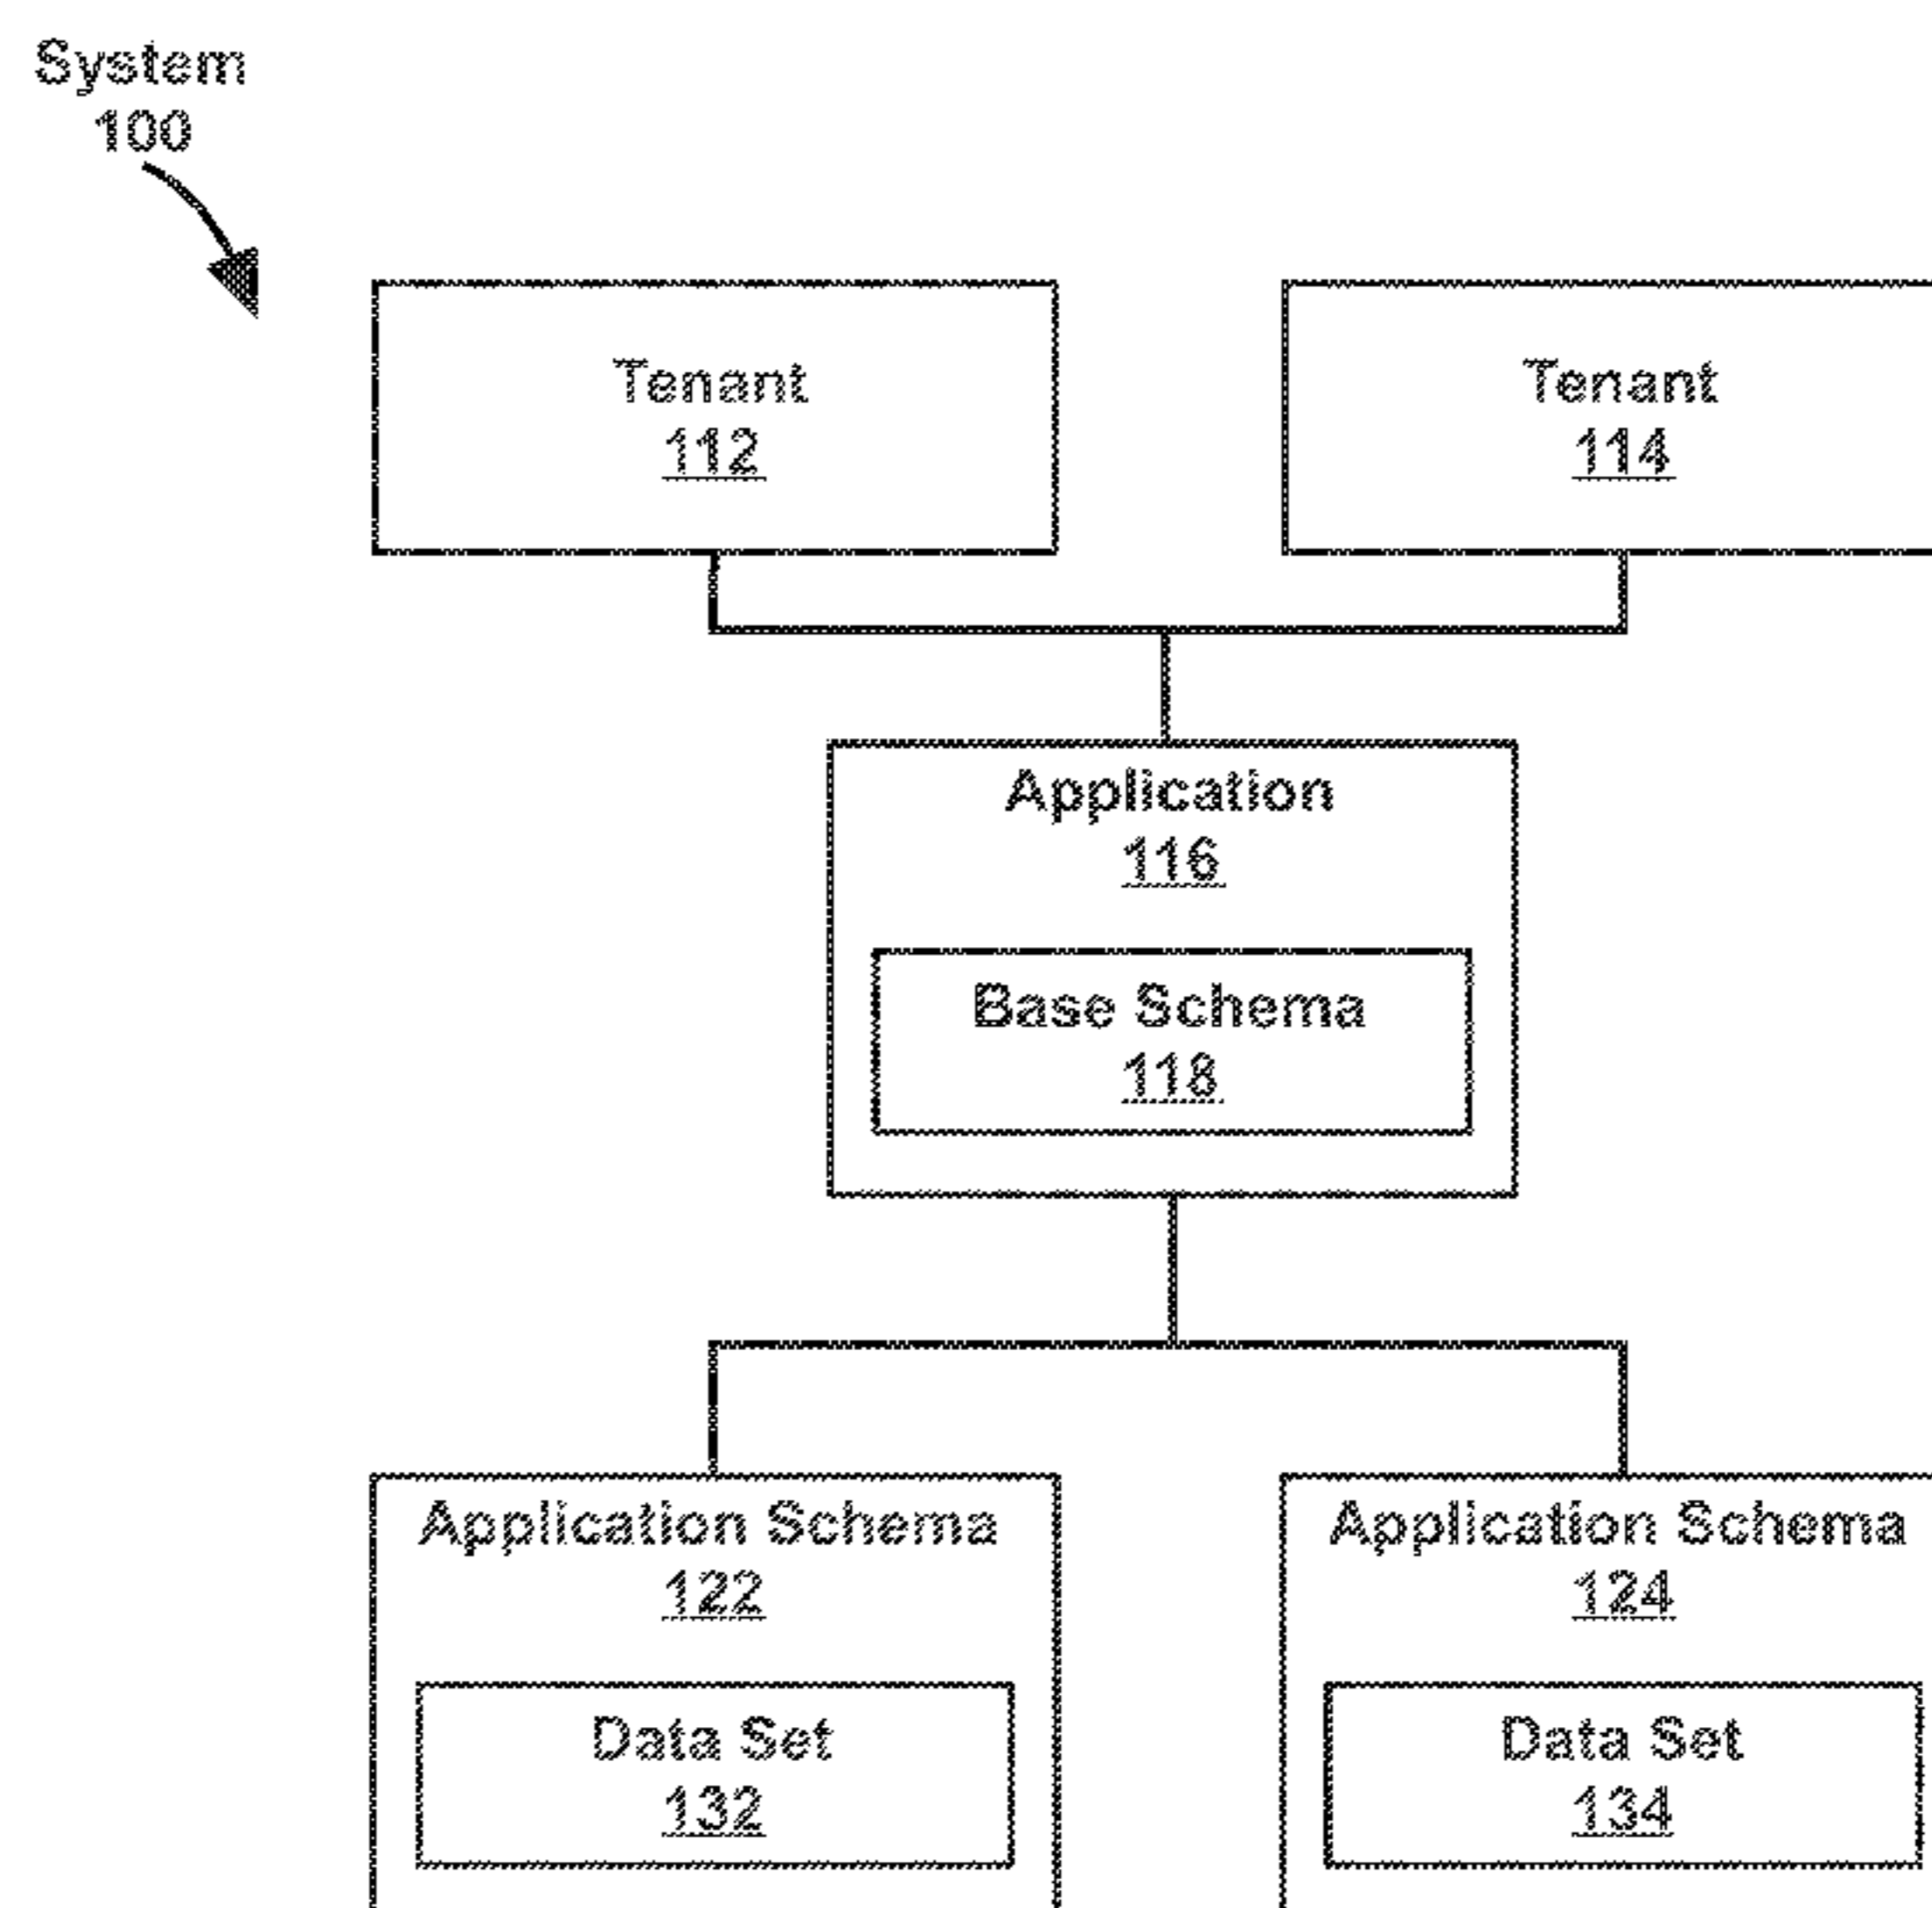 System
100
Tenant
112
Tenant
114
Application
116
Base Schema
118
Application Schema
122
Application Schema
124
Data Set
132
Data Set
134